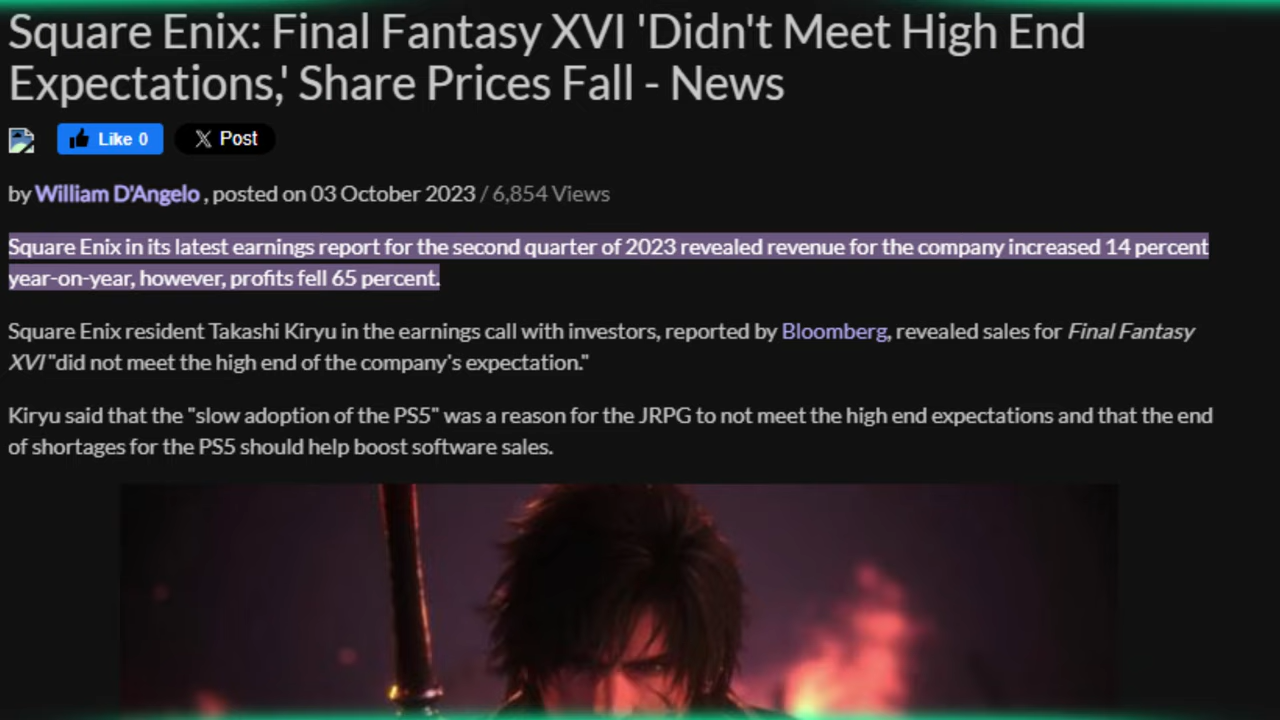 Square Enix: Final Fantasy XVI 'Didn't Meet High End
Expectations,' Share Prices Fall - News
Like 0
X Post
by William D'Angelo , posted on 03 October 2023 / 6,854 Views
Square Enix in its latest earnings report for the second quarter of 2023 revealed revenue for the company increased 14 percent
year-on-year, however, profits fell 65 percent.
Square Enix resident Takashi Kiryu in the earnings call with investors, reported by Bloomberg, revealed sales for Final Fantasy
XVI "did not meet the high end of the company's expectation."
Kiryu said that the "slow adoption of the PS5" was a reason for the JRPG to not meet the high end expectations and that the end
of shortages for the PS5 should help boost software sales.